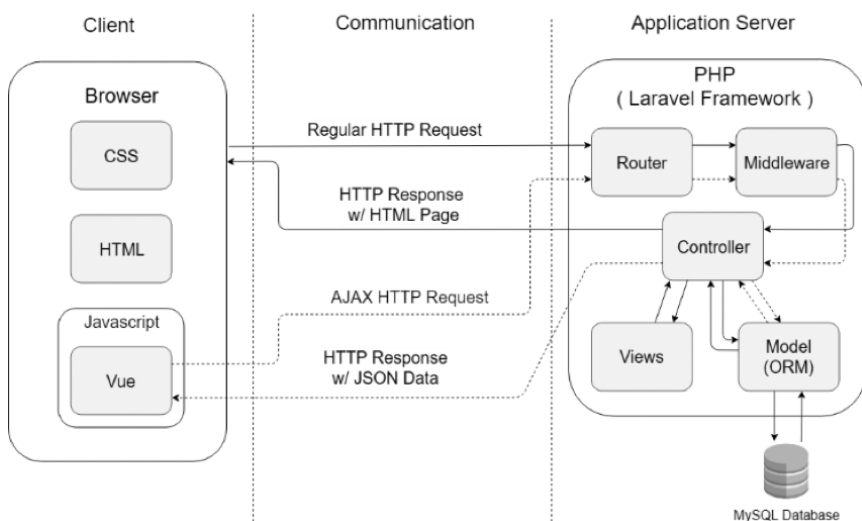 Client
Communication
Application Server
Browser
CSS
HTML
Javascript
Vue
Regular HTTP Request
HTTP Response
w/ HTML Page
AJAX HTTP Request
HTTP Response
w/ JSON Data
PHP
( Laravel Framework )
Router
Middleware
Controller
Views
Model
(ORM)
MySQL Database